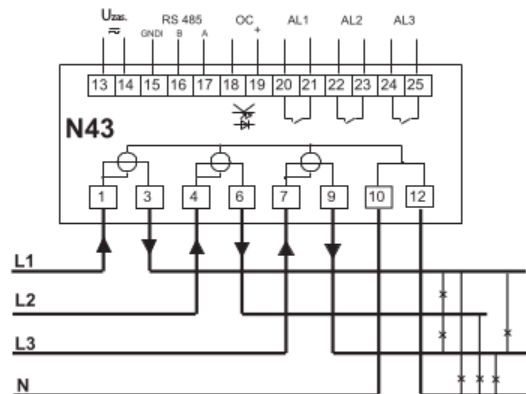 Uzas. RS 485 OC AL1 AL2 AL3
GNDI B A +
13 14 15 16 17 18 19 20 21 22 23 24 25
N43
1 3 4 6 7 9 10 12
L1
L2
L3
N